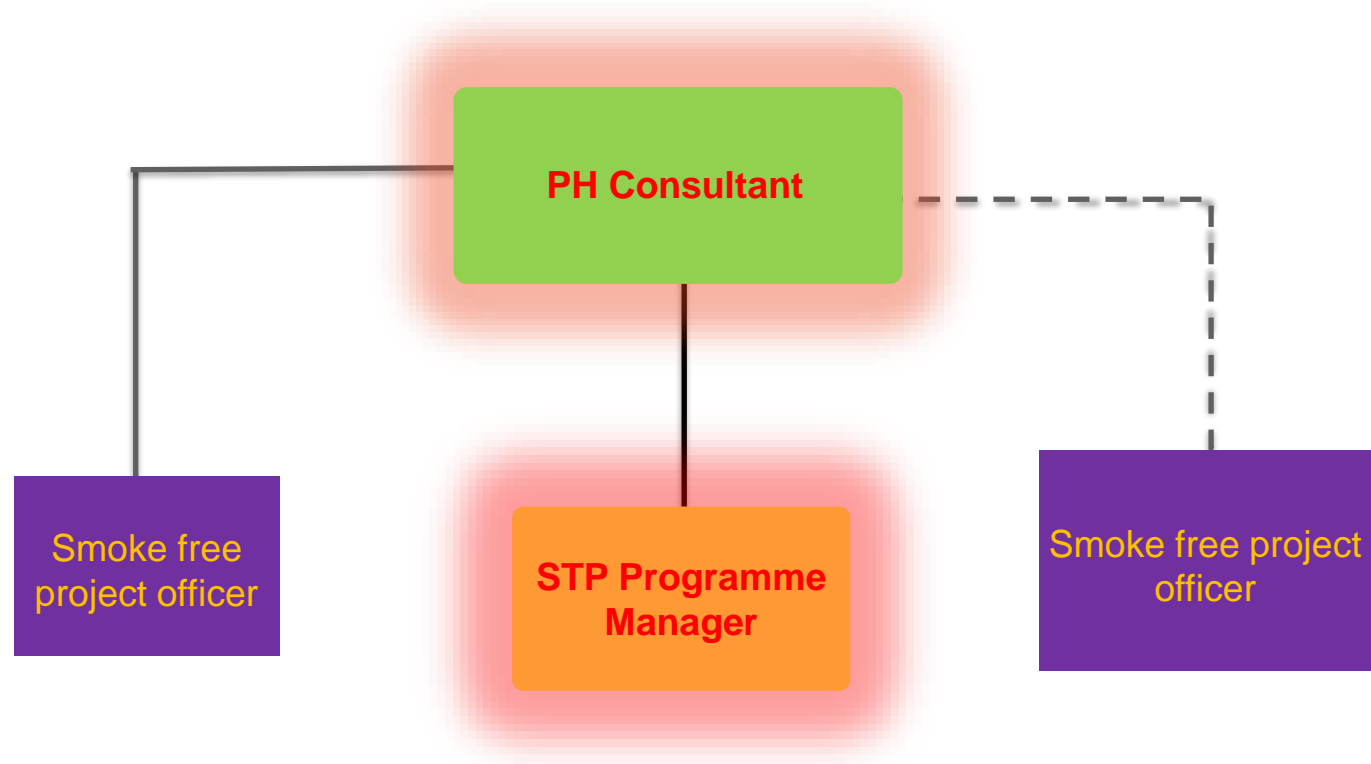 PH Consultant
Smoke free
project officer
STP Programme
Manager
Smoke free project
officer